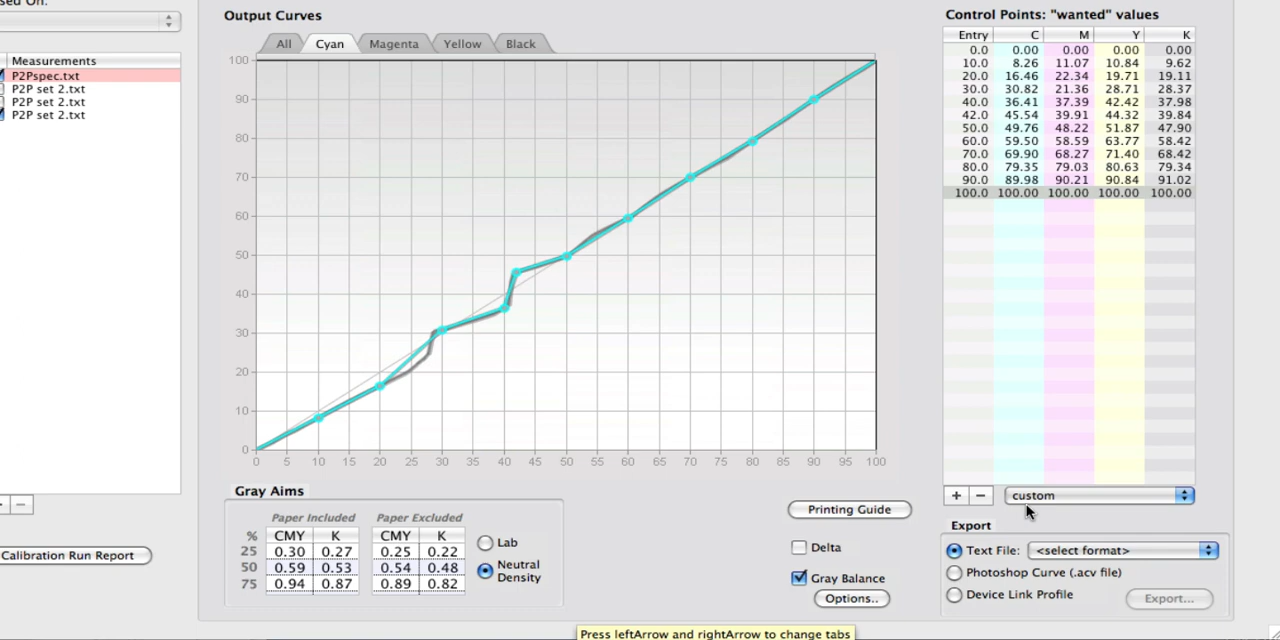 sed On:
Measurements
P2Pspec.txt
P2P set 2.txt
P2P set 2.txt
P2P set 2.txt
Calibration Run Report
Output Curves
All Cyan Magenta Yellow Black
100
90
80
70
60
50
40
30
20
10
0
0 5 10 15 20 25 30 35 40 45 50 55 60 65 70 75 80 85 90 95 100
Gray Aims
Paper Included Paper Excluded
% CMY K CMY K
25 0.30 0.27 0.25 0.22
50 0.59 0.53 0.54 0.48
75 0.94 0.87 0.89 0.82
Lab
Neutral
Density
Printing Guide
Delta
Gray Balance
Options..
Control Points: "wanted" values
Entry C M Y K
0.0 0.00 0.00 0.00 0.00
10.0 8.26 11.07 10.84 9.62
20.0 16.46 22.34 19.71 19.11
30.0 30.82 21.36 28.71 28.37
40.0 36.41 37.39 42.42 37.98
42.0 45.54 39.91 44.32 39.84
50.0 49.76 48.22 51.87 47.90
60.0 59.50 58.59 63.77 58.42
70.0 69.90 68.27 71.40 68.42
80.0 79.35 79.03 80.63 79.34
90.0 89.98 90.21 90.84 91.02
100.0 100.00 100.00 100.00 100.00
+ − custom
Export
Text File: <select format>
Photoshop Curve (.acv file)
Device Link Profile
Export...
Press leftArrow and rightArrow to change tabs